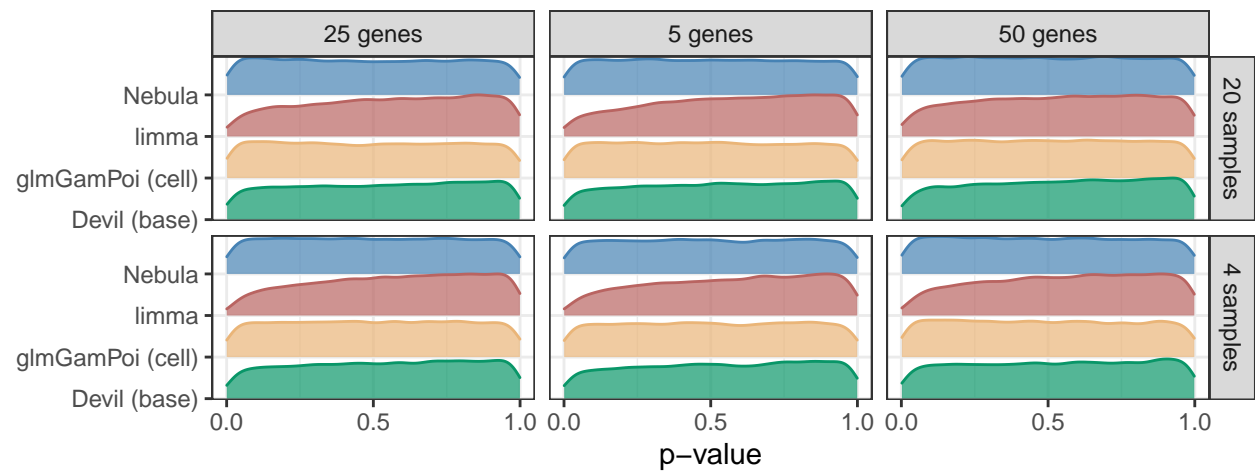 25 genes
5 genes
50 genes
20 samples
Nebula
limma
glmGamPoi (cell)
Devil (base)
4 samples
Nebula
limma
glmGamPoi (cell)
Devil (base)
0.0 0.5 1.0 0.0 0.5 1.0 0.0 0.5 1.0
p−value